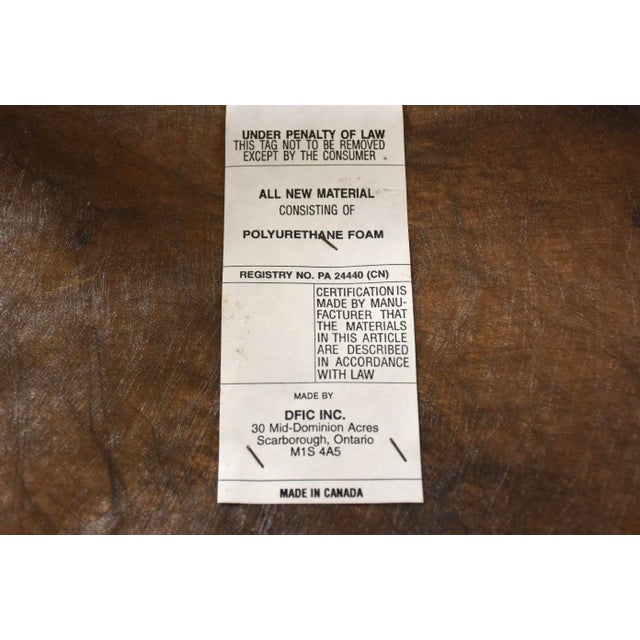 UNDER PENALTY OF LAW
THIS TAG NOT TO BE REMOVED
EXCEPT BY THE CONSUMER
ALL NEW MATERIAL
CONSISTING OF
POLYURETHANE FOAM
REGISTRY NO. PA 24440 (CN)
CERTIFICATION IS
MADE BY MANU-
FACTURER THAT
THE MATERIALS
IN THIS ARTICLE
ARE DESCRIBED
IN ACCORDANCE
WITH LAW
MADE BY
DFIC INC.
30 Mid-Dominion Acres
Scarborough, Ontario
M1S 4A5
MADE IN CANADA